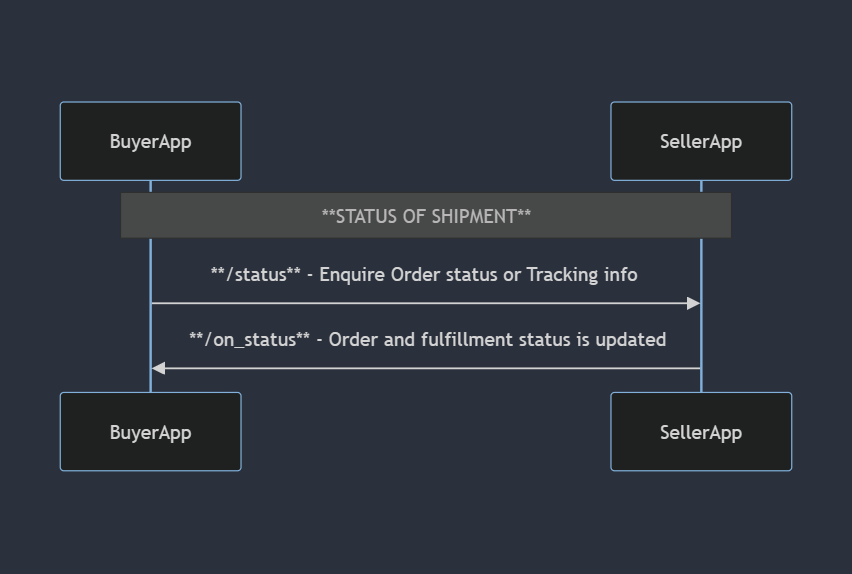 BuyerApp
SellerApp
**STATUS OF SHIPMENT**
**/status** - Enquire Order status or Tracking info
**/on_status** - Order and fulfillment status is updated
BuyerApp
SellerApp